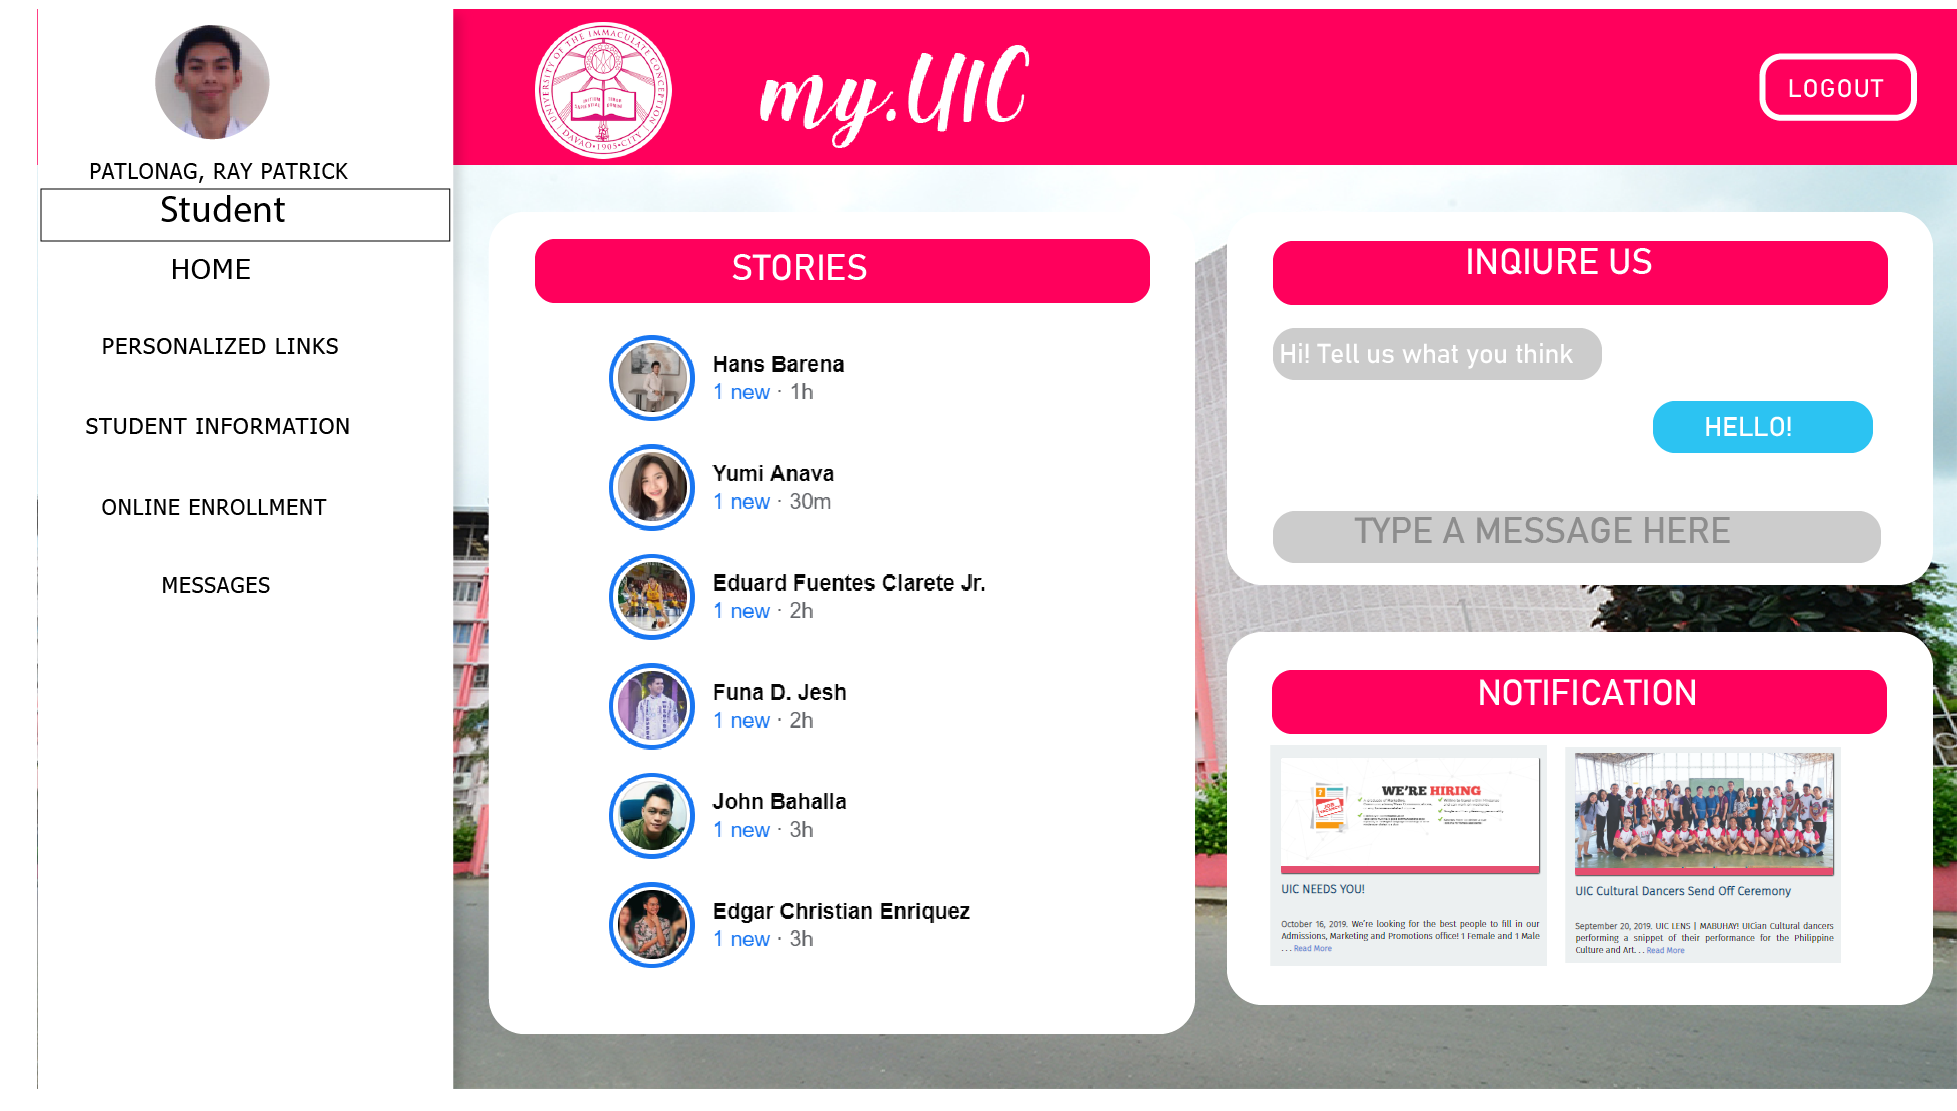 PATLONAG, RAY PATRICK
Student
HOME
PERSONALIZED LINKS
STUDENT INFORMATION
ONLINE ENROLLMENT
MESSAGES
UNIVERSITY OF THE IMMACULATE CONCEPTION
DAVAO • 1905 • CITY
my.UIC
LOGOUT
STORIES
Hans Barena
1 new · 1h
Yumi Anava
1 new · 30m
Eduard Fuentes Clarete Jr.
1 new · 2h
Funa D. Jesh
1 new · 2h
John Bahalla
1 new · 3h
Edgar Christian Enriquez
1 new · 3h
INQIURE US
Hi! Tell us what you think
HELLO!
TYPE A MESSAGE HERE
NOTIFICATION
WE'RE HIRING
UIC NEEDS YOU!
October 16, 2019. We're looking for the best people to fill in our
Admissions, Marketing and Promotions office! 1 Female and 1 Male
. . . Read More
UIC Cultural Dancers Send Off Ceremony
September 20, 2019. UIC LENS | MABUHAY! UICian Cultural dancers
performing a snippet of their performance for the Philippine
Culture and Art. . . Read More